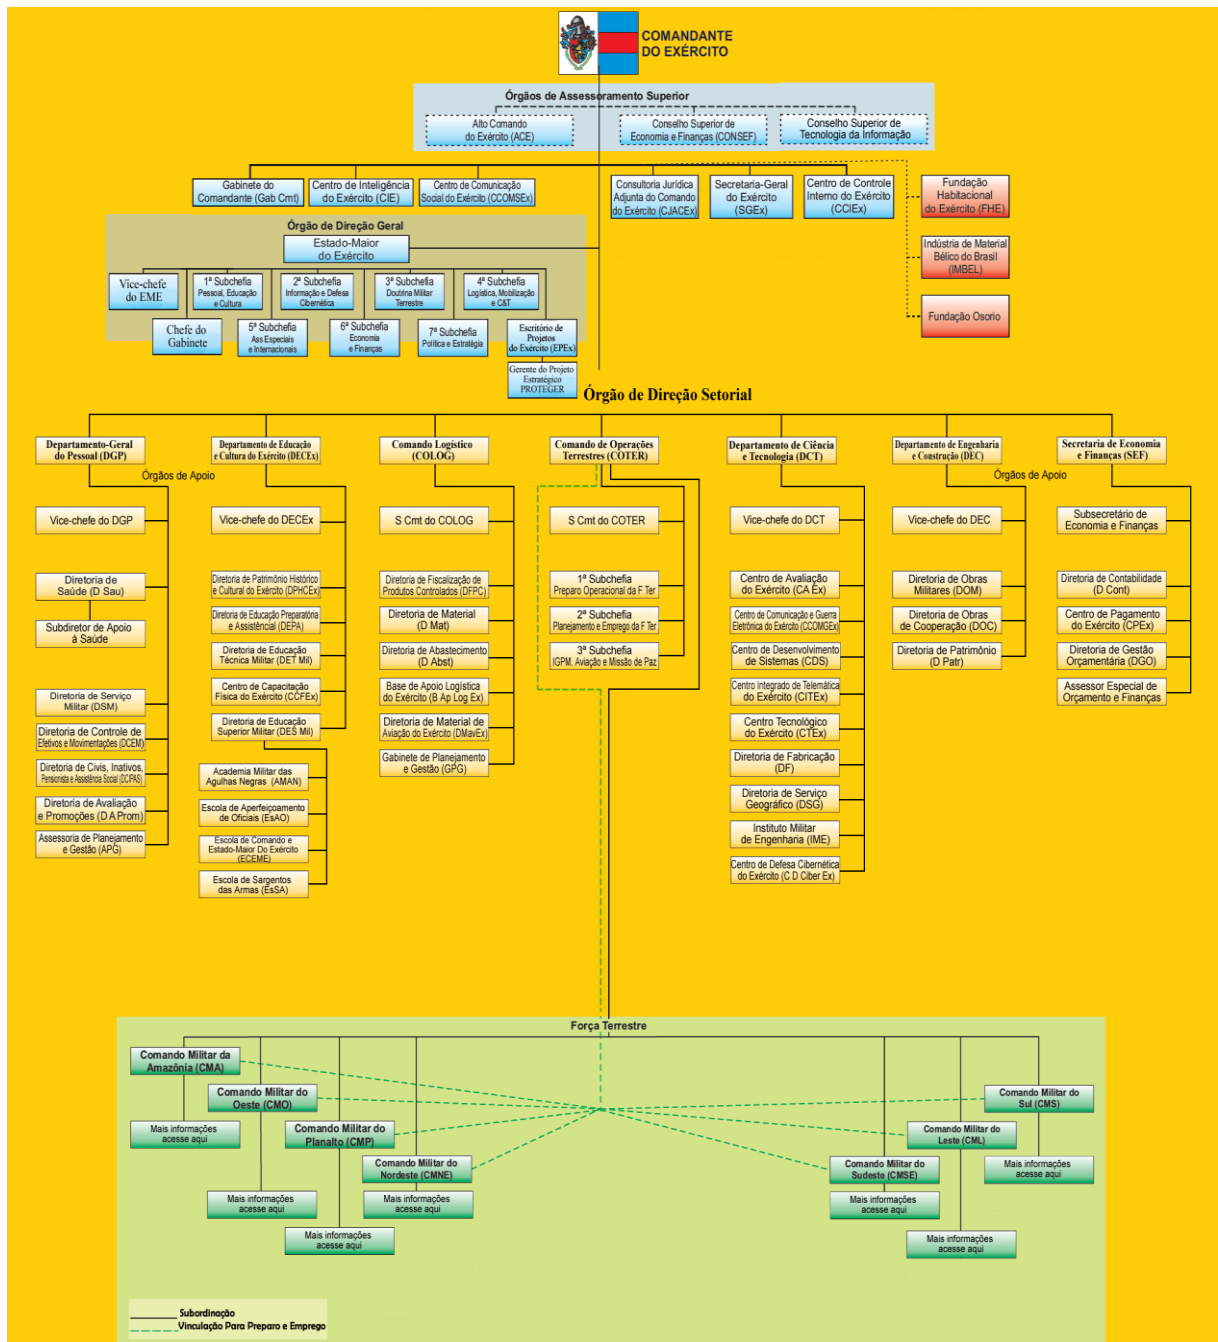 COMANDANTE
DO EXÉRCITO
Órgãos de Assessoramento Superior
Alto Comando
do Exército (ACE)
Conselho Superior de
Economia e Finanças (CONSEF)
Conselho Superior de
Tecnologia da Informação
Gabinete do
Comandante (Gab Cmt)
Centro de Inteligência
do Exército (CIE)
Centro de Comunicação
Social do Exército (CCOMSEx)
Consultoria Jurídica
Adjunta do Comando
do Exército (CJACEx)
Secretaria-Geral
do Exército (SGEx)
Centro de Controle
Interno do Exército
(CCIEx)
Fundação
Habitacional
do Exército (FHE)
Indústria de Material
Bélico do Brasil
(IMBEL)
Fundação Osorio
Órgão de Direção Geral
Estado-Maior
do Exército
Vice-chefe
do EME
1ª Subchefia
Pessoal, Educação
e Cultura
2ª Subchefia
Informação e Defesa
Cibernética
3ª Subchefia
Doutrina Militar
Terrestre
4ª Subchefia
Logística, Mobilização
e C&T
Chefe do
Gabinete
5ª Subchefia
Ass Especiais
e Internacionais
6ª Subchefia
Economia
e Finanças
7ª Subchefia
Política e Estratégia
Escritório de
Projetos
do Exército (EPEx)
Gerente do Projeto
Estratégico
PROTEGER
Órgão de Direção Setorial
Departamento-Geral
do Pessoal (DGP)
Departamento de Educação
e Cultura do Exército (DECEx)
Comando Logístico
(COLOG)
Comando de Operações
Terrestres (COTER)
Departamento de Ciência
e Tecnologia (DCT)
Departamento de Engenharia
e Construção (DEC)
Secretaria de Economia
e Finanças (SEF)
Órgãos de Apoio
Órgãos de Apoio
Vice-chefe do DGP
Diretoria de
Saúde (D Sau)
Subdiretor de Apoio
à Saúde
Diretoria de Serviço
Militar (DSM)
Diretoria de Controle de
Efetivos e Movimentações (DCEM)
Diretoria de Civis, Inativos,
Pensionista e Assistência Social (DCIPAS)
Diretoria de Avaliação
e Promoções (D A Prom)
Assessoria de Planejamento
e Gestão (APG)
Vice-chefe do DECEx
Diretoria de Patrimônio Histórico
e Cultural do Exército (DPHCEx)
Diretoria de Educação Preparatória
e Assistêncial (DEPA)
Diretoria de Educação
Técnica Militar (DET Mil)
Centro de Capacitação
Física do Exército (CCFEx)
Diretoria de Educação
Superior Militar (DES Mil)
Academia Militar das
Agulhas Negras (AMAN)
Escola de Aperfeiçoamento
de Oficiais (EsAO)
Escola de Comando e
Estado-Maior Do Exército
(ECEME)
Escola de Sargentos
das Armas (EsSA)
S Cmt do COLOG
Diretoria de Fiscalização de
Produtos Controlados (DFPC)
Diretoria de Material
(D Mat)
Diretoria de Abastecimento
(D Abst)
Base de Apoio Logística
do Exército (B Ap Log Ex)
Diretoria de Material de
Aviação do Exército (DMavEx)
Gabinete de Planejamento
e Gestão (GPG)
S Cmt do COTER
1ª Subchefia
Preparo Operacional da F Ter
2ª Subchefia
Planejamento e Emprego da F Ter
3ª Subchefia
IGPM. Aviação e Missão de Paz
Vice-chefe do DCT
Centro de Avaliação
do Exército (CA Ex)
Centro de Comunicação e Guerra
Eletrônica do Exército (CCOMGEx)
Centro de Desenvolvimento
de Sistemas (CDS)
Centro Integrado de Telemática
do Exército (CITEx)
Centro Tecnológico
do Exército (CTEx)
Diretoria de Fabricação
(DF)
Diretoria de Serviço
Geográfico (DSG)
Instituto Militar
de Engenharia (IME)
Centro de Defesa Cibernética
do Exército (C D Ciber Ex)
Vice-chefe do DEC
Diretoria de Obras
Militares (DOM)
Diretoria de Obras
de Cooperação (DOC)
Diretoria de Patrimônio
(D Patr)
Subsecretário de
Economia e Finanças
Diretoria de Contabilidade
(D Cont)
Centro de Pagamento
do Exército (CPEx)
Diretoria de Gestão
Orçamentária (DGO)
Assessor Especial de
Orçamento e Finanças
Força Terrestre
Comando Militar da
Amazônia (CMA)
Comando Militar do
Oeste (CMO)
Comando Militar do
Planalto (CMP)
Comando Militar do
Nordeste (CMNE)
Comando Militar do
Sudeste (CMSE)
Comando Militar do
Leste (CML)
Comando Militar do
Sul (CMS)
Mais informações
acesse aqui
Mais informações
acesse aqui
Mais informações
acesse aqui
Mais informações
acesse aqui
Mais informações
acesse aqui
Mais informações
acesse aqui
Mais informações
acesse aqui
Subordinação
Vinculação Para Preparo e Emprego